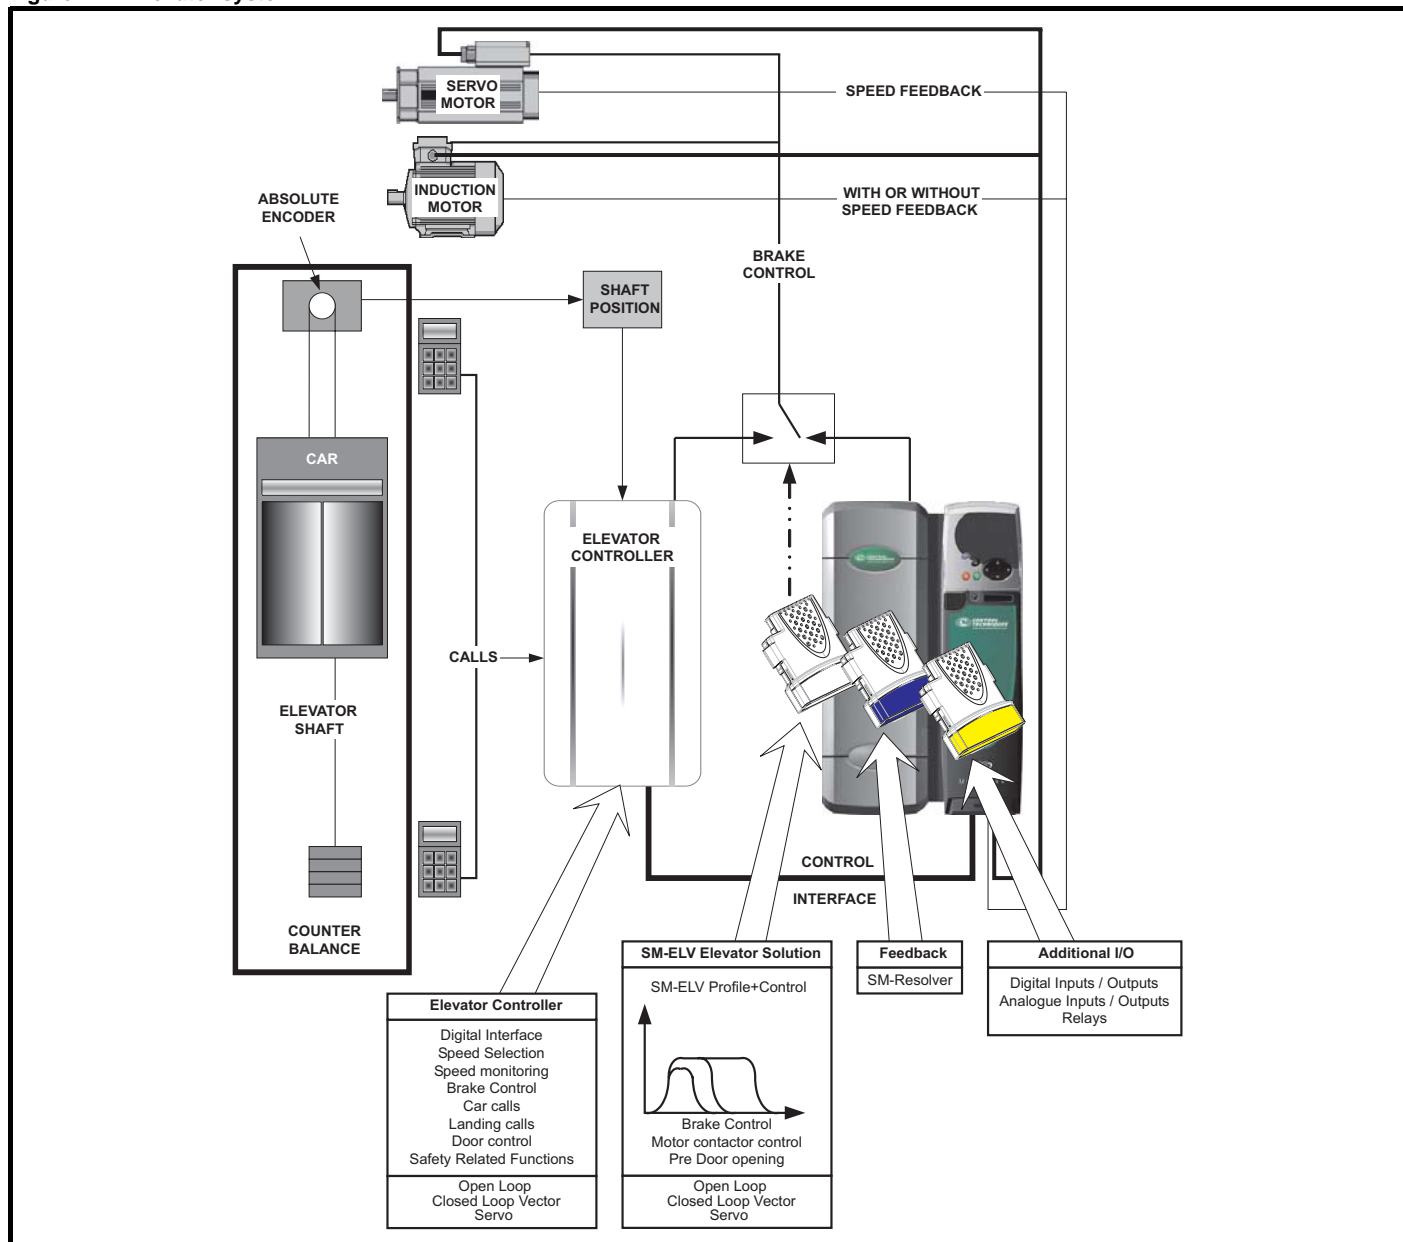 SERVO
MOTOR
SPEED FEEDBACK
INDUCTION
MOTOR
WITH OR WITHOUT
SPEED FEEDBACK
ABSOLUTE
ENCODER
BRAKE
CONTROL
SHAFT
POSITION
CAR
ELEVATOR
CONTROLLER
CALLS
ELEVATOR
SHAFT
COUNTER
BALANCE
CONTROL
TECHNIQUES
CONTROL
INTERFACE
Elevator Controller
Digital Interface
Speed Selection
Speed monitoring
Brake Control
Car calls
Landing calls
Door control
Safety Related Functions
Open Loop
Closed Loop Vector
Servo
SM-ELV Elevator Solution
SM-ELV Profile+Control
Brake Control
Motor contactor control
Pre Door opening
Open Loop
Closed Loop Vector
Servo
Feedback
SM-Resolver
Additional I/O
Digital Inputs / Outputs
Analogue Inputs / Outputs
Relays